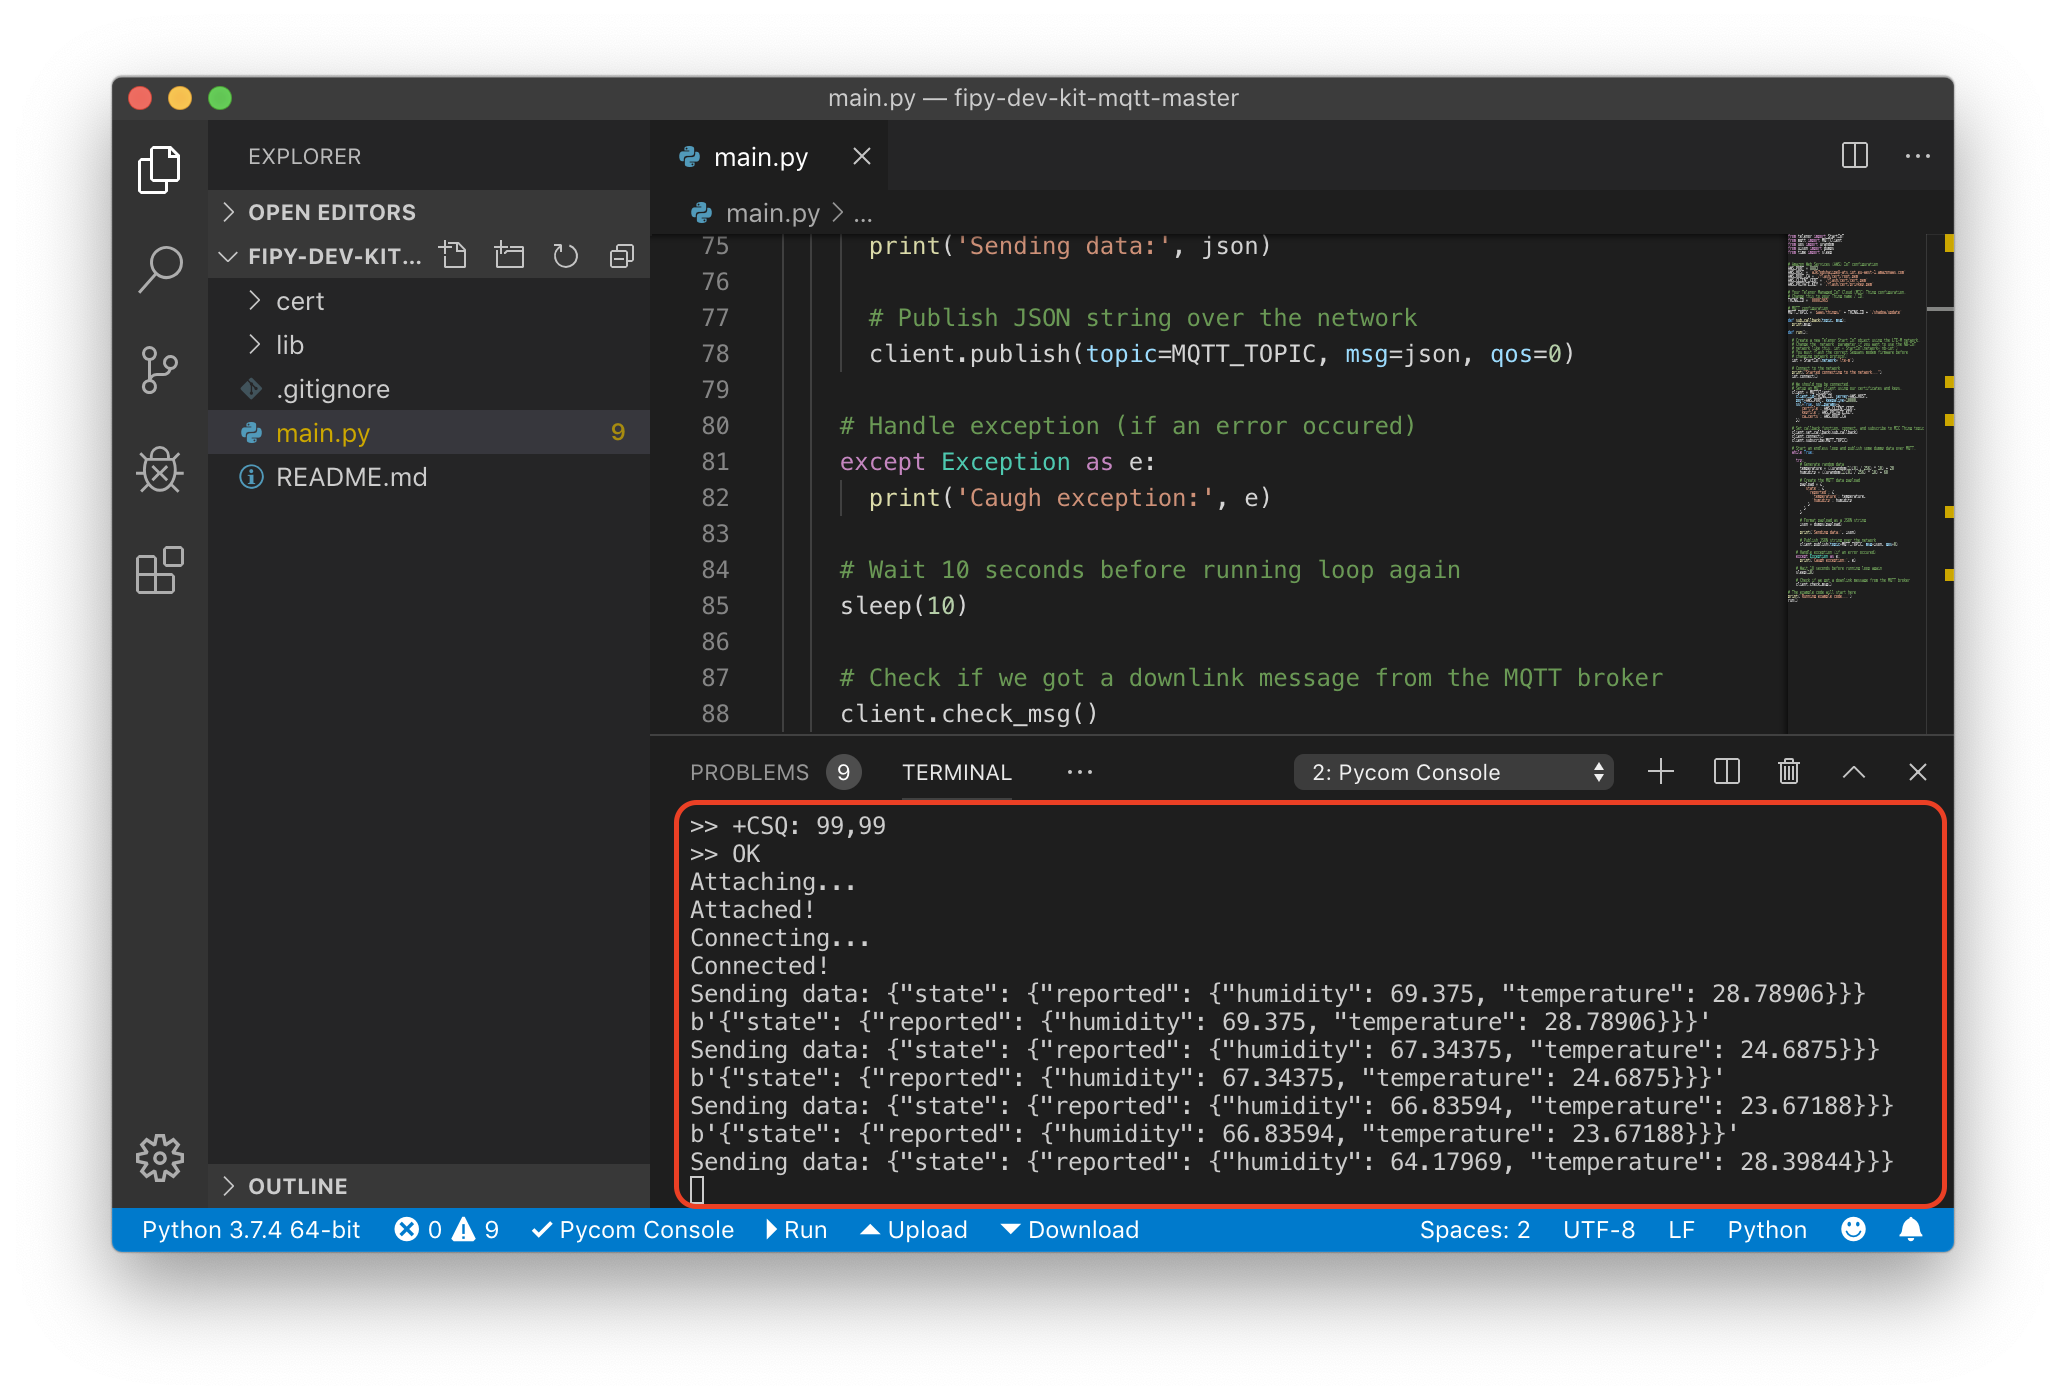 main.py — fipy-dev-kit-mqtt-master
EXPLORER
OPEN EDITORS
FIPY-DEV-KIT...
cert
lib
.gitignore
main.py 9
README.md
OUTLINE
main.py
main.py > ...
75 print('Sending data:', json)
76
77 # Publish JSON string over the network
78 client.publish(topic=MQTT_TOPIC, msg=json, qos=0)
79
80 # Handle exception (if an error occured)
81 except Exception as e:
82 print('Caugh exception:', e)
83
84 # Wait 10 seconds before running loop again
85 sleep(10)
86
87 # Check if we got a downlink message from the MQTT broker
88 client.check_msg()
PROBLEMS 9 TERMINAL ... 2: Pycom Console
>> +CSQ: 99,99
>> OK
Attaching...
Attached!
Connecting...
Connected!
Sending data: {"state": {"reported": {"humidity": 69.375, "temperature": 28.78906}}}
b'{"state": {"reported": {"humidity": 69.375, "temperature": 28.78906}}}'
Sending data: {"state": {"reported": {"humidity": 67.34375, "temperature": 24.6875}}}
b'{"state": {"reported": {"humidity": 67.34375, "temperature": 24.6875}}}'
Sending data: {"state": {"reported": {"humidity": 66.83594, "temperature": 23.67188}}}
b'{"state": {"reported": {"humidity": 66.83594, "temperature": 23.67188}}}'
Sending data: {"state": {"reported": {"humidity": 64.17969, "temperature": 28.39844}}}
Python 3.7.4 64-bit 0 9 Pycom Console Run Upload Download Spaces: 2 UTF-8 LF Python